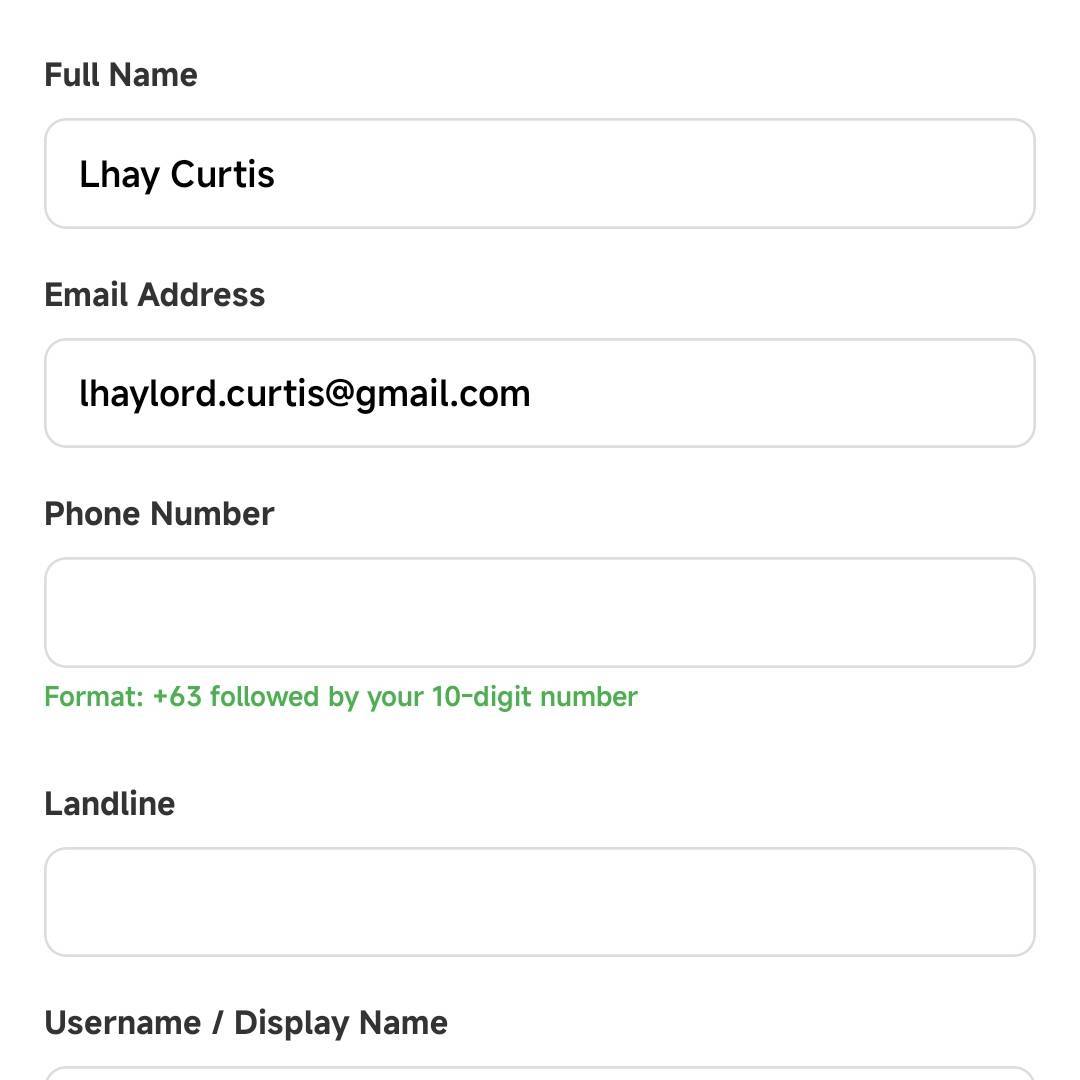 Full Name
Lhay Curtis
Email Address
lhaylord.curtis@gmail.com
Phone Number
Format: +63 followed by your 10-digit number
Landline
Username / Display Name